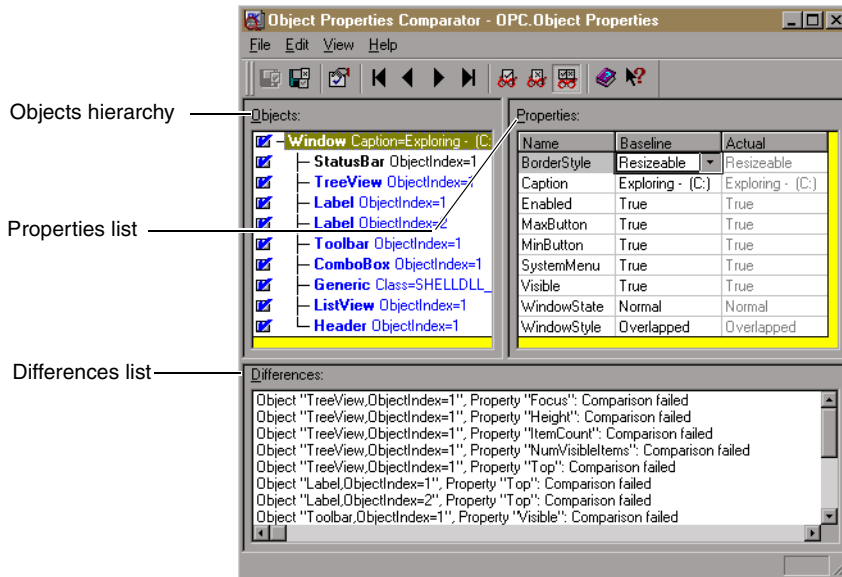 Object Properties Comparator - OPC.Object Properties
File Edit View Help
Objects hierarchy
Properties list
Differences list
Objects:
Window Caption=Exploring - (C:
StatusBar ObjectIndex=1
TreeView ObjectIndex=1
Label ObjectIndex=1
Label ObjectIndex=2
Toolbar ObjectIndex=1
ComboBox ObjectIndex=1
Generic Class=SHELLDLL_
ListView ObjectIndex=1
Header ObjectIndex=1
Properties:
Name Baseline Actual
BorderStyle Resizeable Resizeable
Caption Exploring - (C:) Exploring - (C:)
Enabled True True
MaxButton True True
MinButton True True
SystemMenu True True
Visible True True
WindowState Normal Normal
WindowStyle Overlapped Overlapped
Differences:
Object "TreeView,ObjectIndex=1", Property "Focus": Comparison failed
Object "TreeView,ObjectIndex=1", Property "Height": Comparison failed
Object "TreeView,ObjectIndex=1", Property "ItemCount": Comparison failed
Object "TreeView,ObjectIndex=1", Property "NumVisibleItems": Comparison failed
Object "TreeView,ObjectIndex=1", Property "Top": Comparison failed
Object "Label,ObjectIndex=1", Property "Top": Comparison failed
Object "Label,ObjectIndex=2", Property "Top": Comparison failed
Object "Toolbar,ObjectIndex=1", Property "Visible": Comparison failed